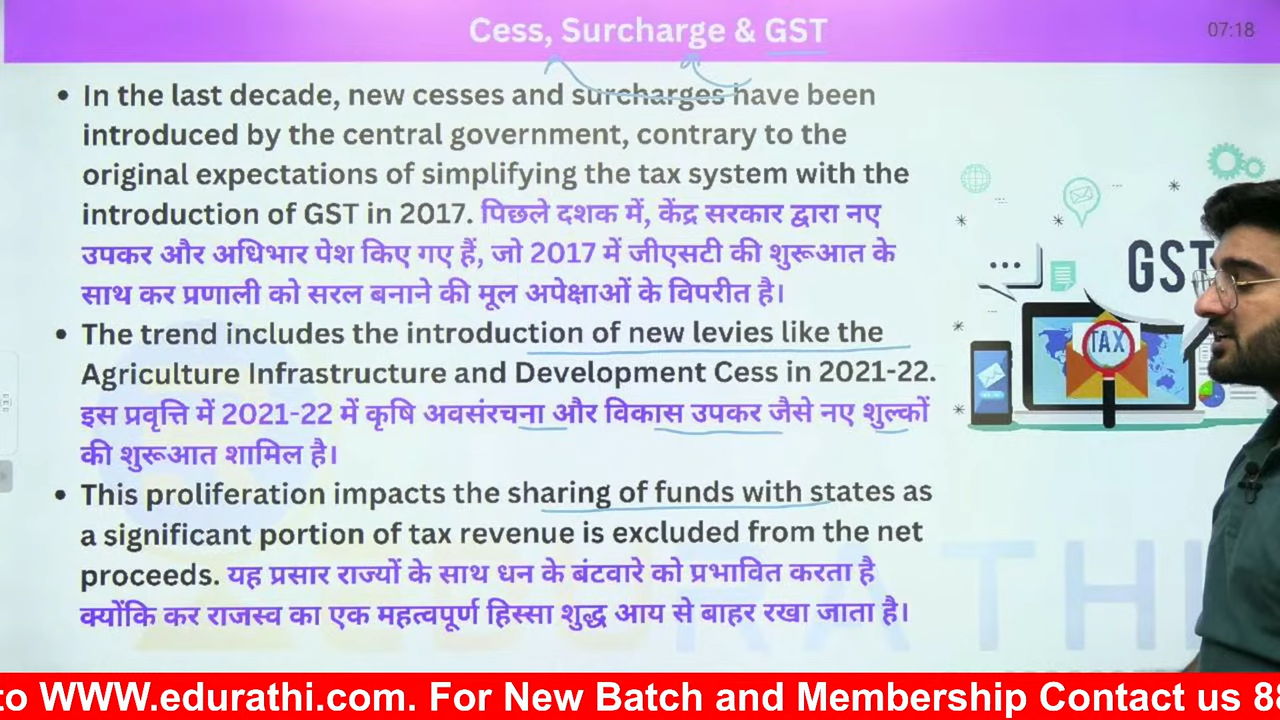 Cess, Surcharge & GST
07:18
• In the last decade, new cesses and surcharges have been
introduced by the central government, contrary to the
original expectations of simplifying the tax system with the
introduction of GST in 2017. पिछले दशक में, केंद्र सरकार द्वारा नए
उपकर और अधिभार पेश किए गए हैं, जो 2017 में जीएसटी की शुरूआत के
साथ कर प्रणाली को सरल बनाने की मूल अपेक्षाओं के विपरीत है।
• The trend includes the introduction of new levies like the
Agriculture Infrastructure and Development Cess in 2021-22.
इस प्रवृत्ति में 2021-22 में कृषि अवसंरचना और विकास उपकर जैसे नए शुल्कों
की शुरूआत शामिल है।
• This proliferation impacts the sharing of funds with states as
a significant portion of tax revenue is excluded from the net
proceeds. यह प्रसार राज्यों के साथ धन के बंटवारे को प्रभावित करता है
क्योंकि कर राजस्व का एक महत्वपूर्ण हिस्सा शुद्ध आय से बाहर रखा जाता है।
GST
TAX
to WWW.edurathi.com. For New Batch and Membership Contact us 88